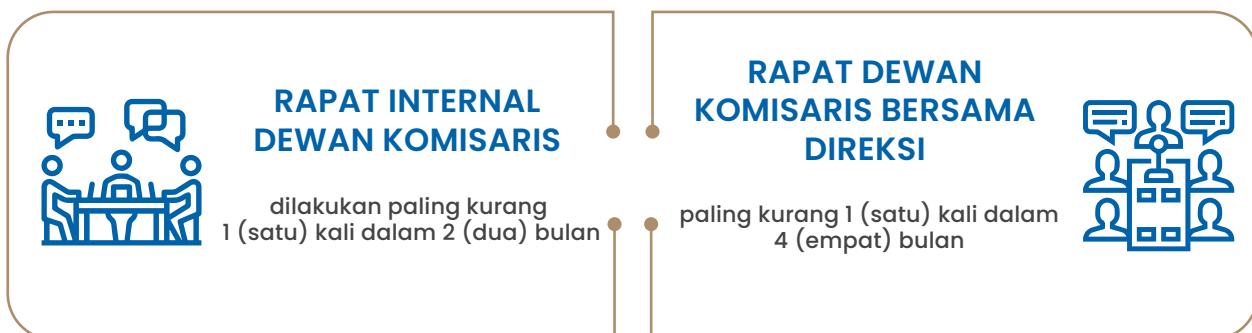 RAPAT INTERNAL
DEWAN KOMISARIS
dilakukan paling kurang
1 (satu) kali dalam 2 (dua) bulan
RAPAT DEWAN
KOMISARIS BERSAMA
DIREKSI
paling kurang 1 (satu) kali dalam
4 (empat) bulan